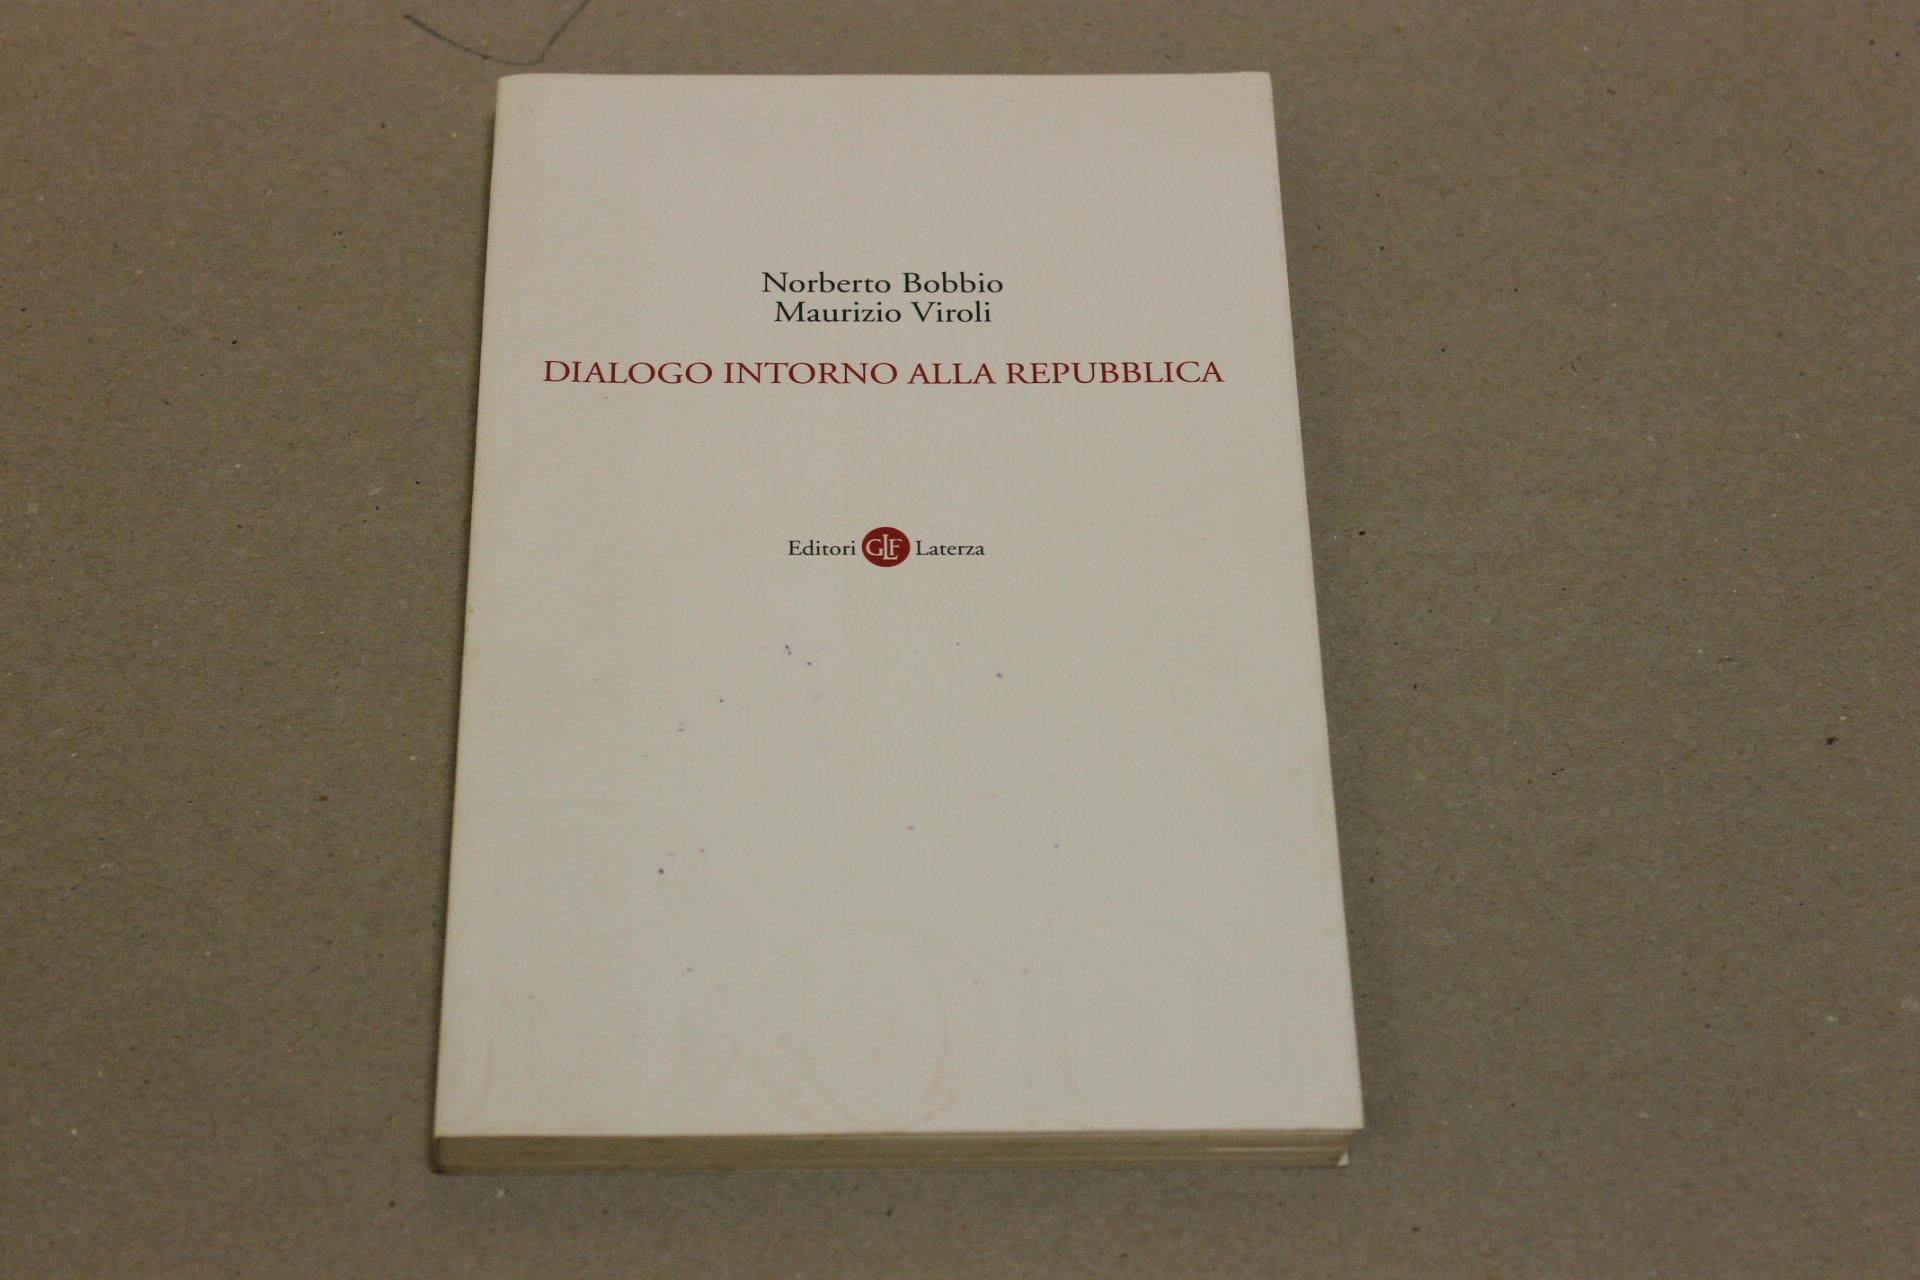 Norberto Bobbio
Maurizio Viroli
DIALOGO INTORNO ALLA REPUBBLICA
Editori GLF Laterza